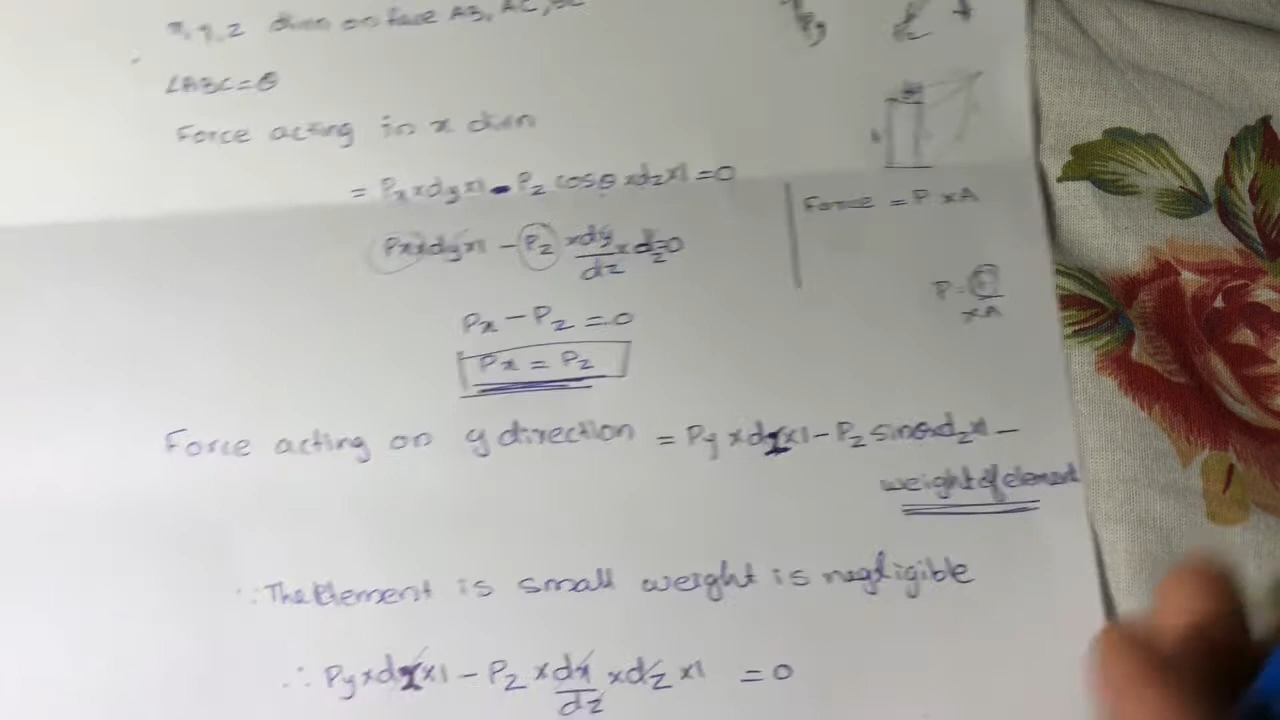 x, y, z dirn on face AB, AC, BC
Py
Pz
∠ABC = θ
Force acting in x dirn
= Px x dy x 1 - Pz cosθ x dz x 1 = 0
Force = P x A
Px x dy x 1 - Pz x dy/dz x dz = 0
P = F/xA
Px - Pz = 0
Px = Pz
Force acting on y direction = Py x dx x 1 - Pz sinθ x dz x 1 -
weight of element
∵ The Element is small weight is negligible
∴ Py x dx x 1 - Pz x dx/dz x dz x 1 = 0